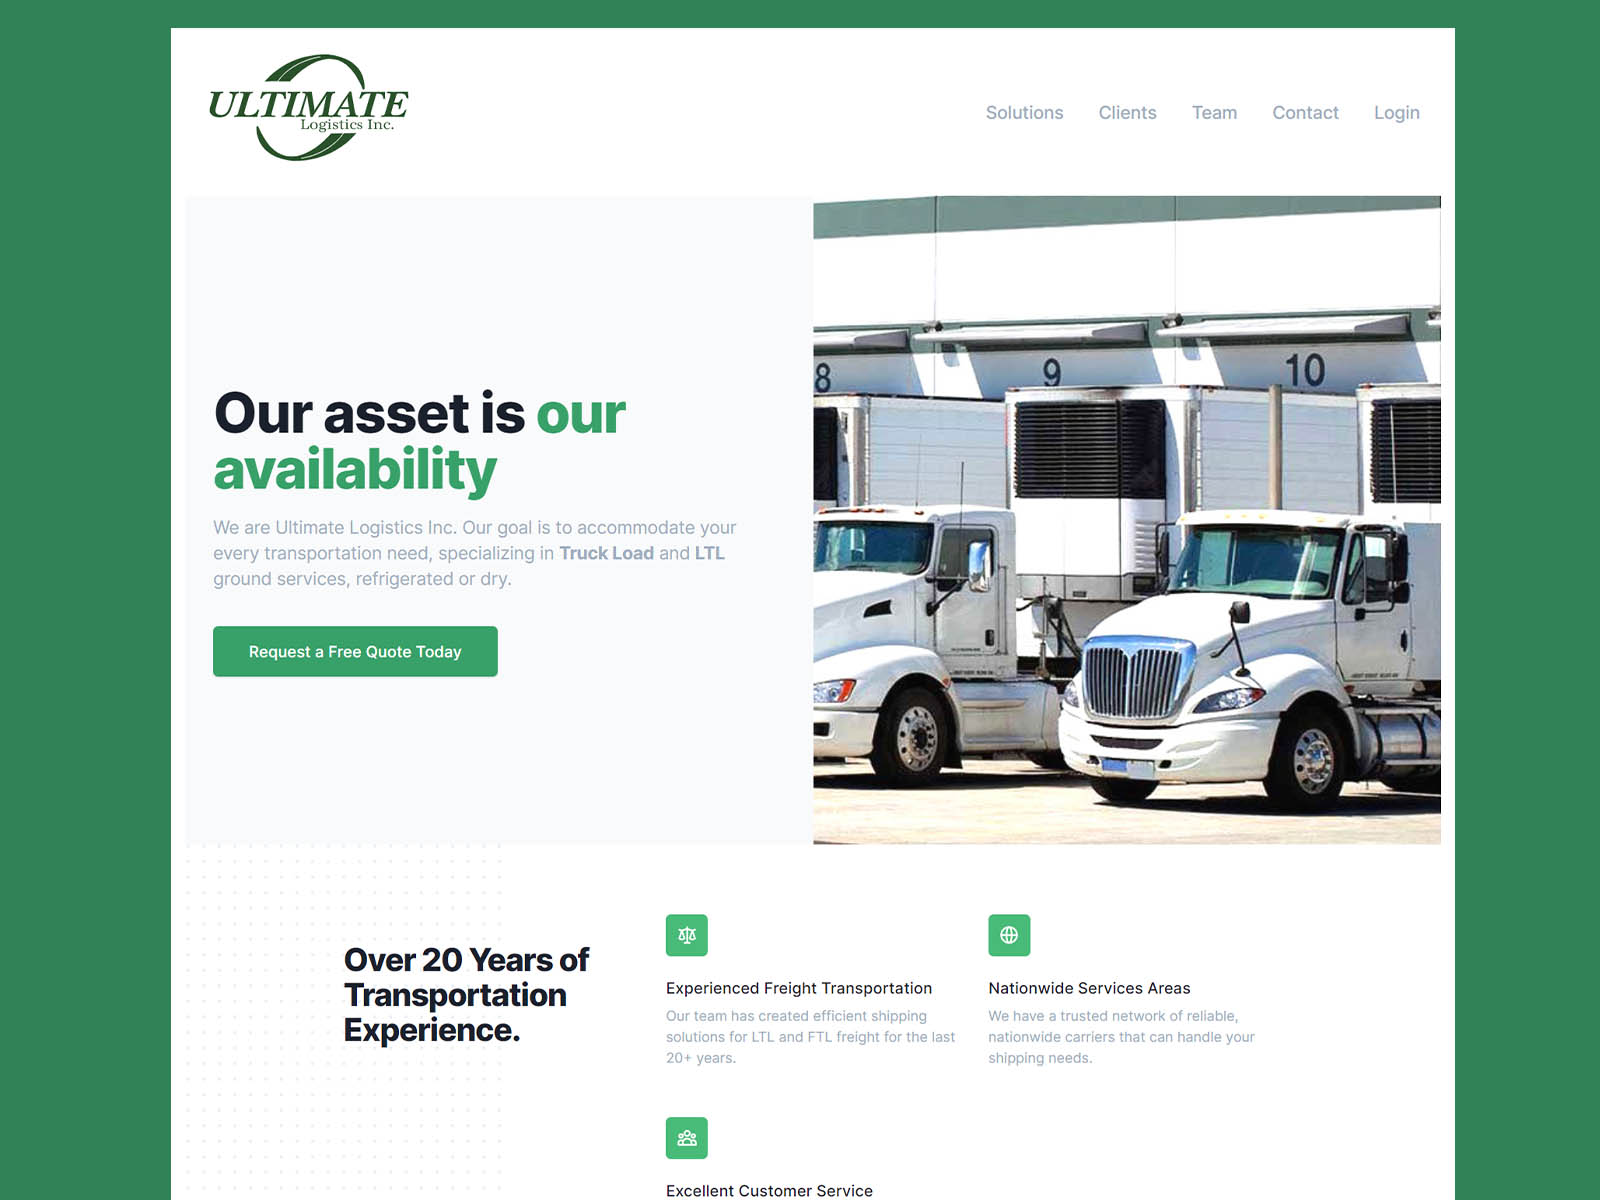 ULTIMATE
Logistics Inc.
Solutions
Clients
Team
Contact
Login
Our asset is our
availability
We are Ultimate Logistics Inc. Our goal is to accommodate your
every transportation need, specializing in Truck Load and LTL
ground services, refrigerated or dry.
Request a Free Quote Today
8
9
10
Over 20 Years of
Transportation
Experience.
Experienced Freight Transportation
Our team has created efficient shipping
solutions for LTL and FTL freight for the last
20+ years.
Nationwide Services Areas
We have a trusted network of reliable,
nationwide carriers that can handle your
shipping needs.
Excellent Customer Service